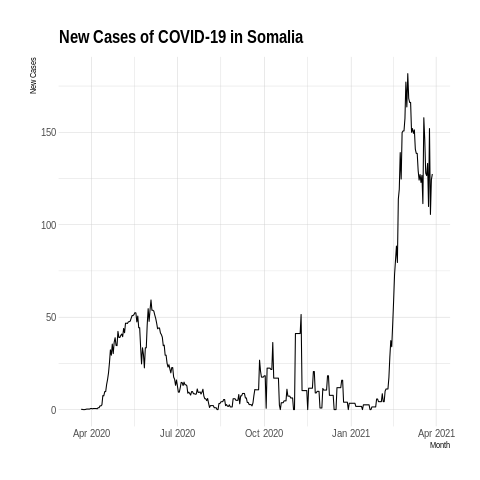 New Cases of COVID-19 in Somalia
New Cases
150
100
50
0
Apr 2020
Jul 2020
Oct 2020
Jan 2021
Apr 2021
Month